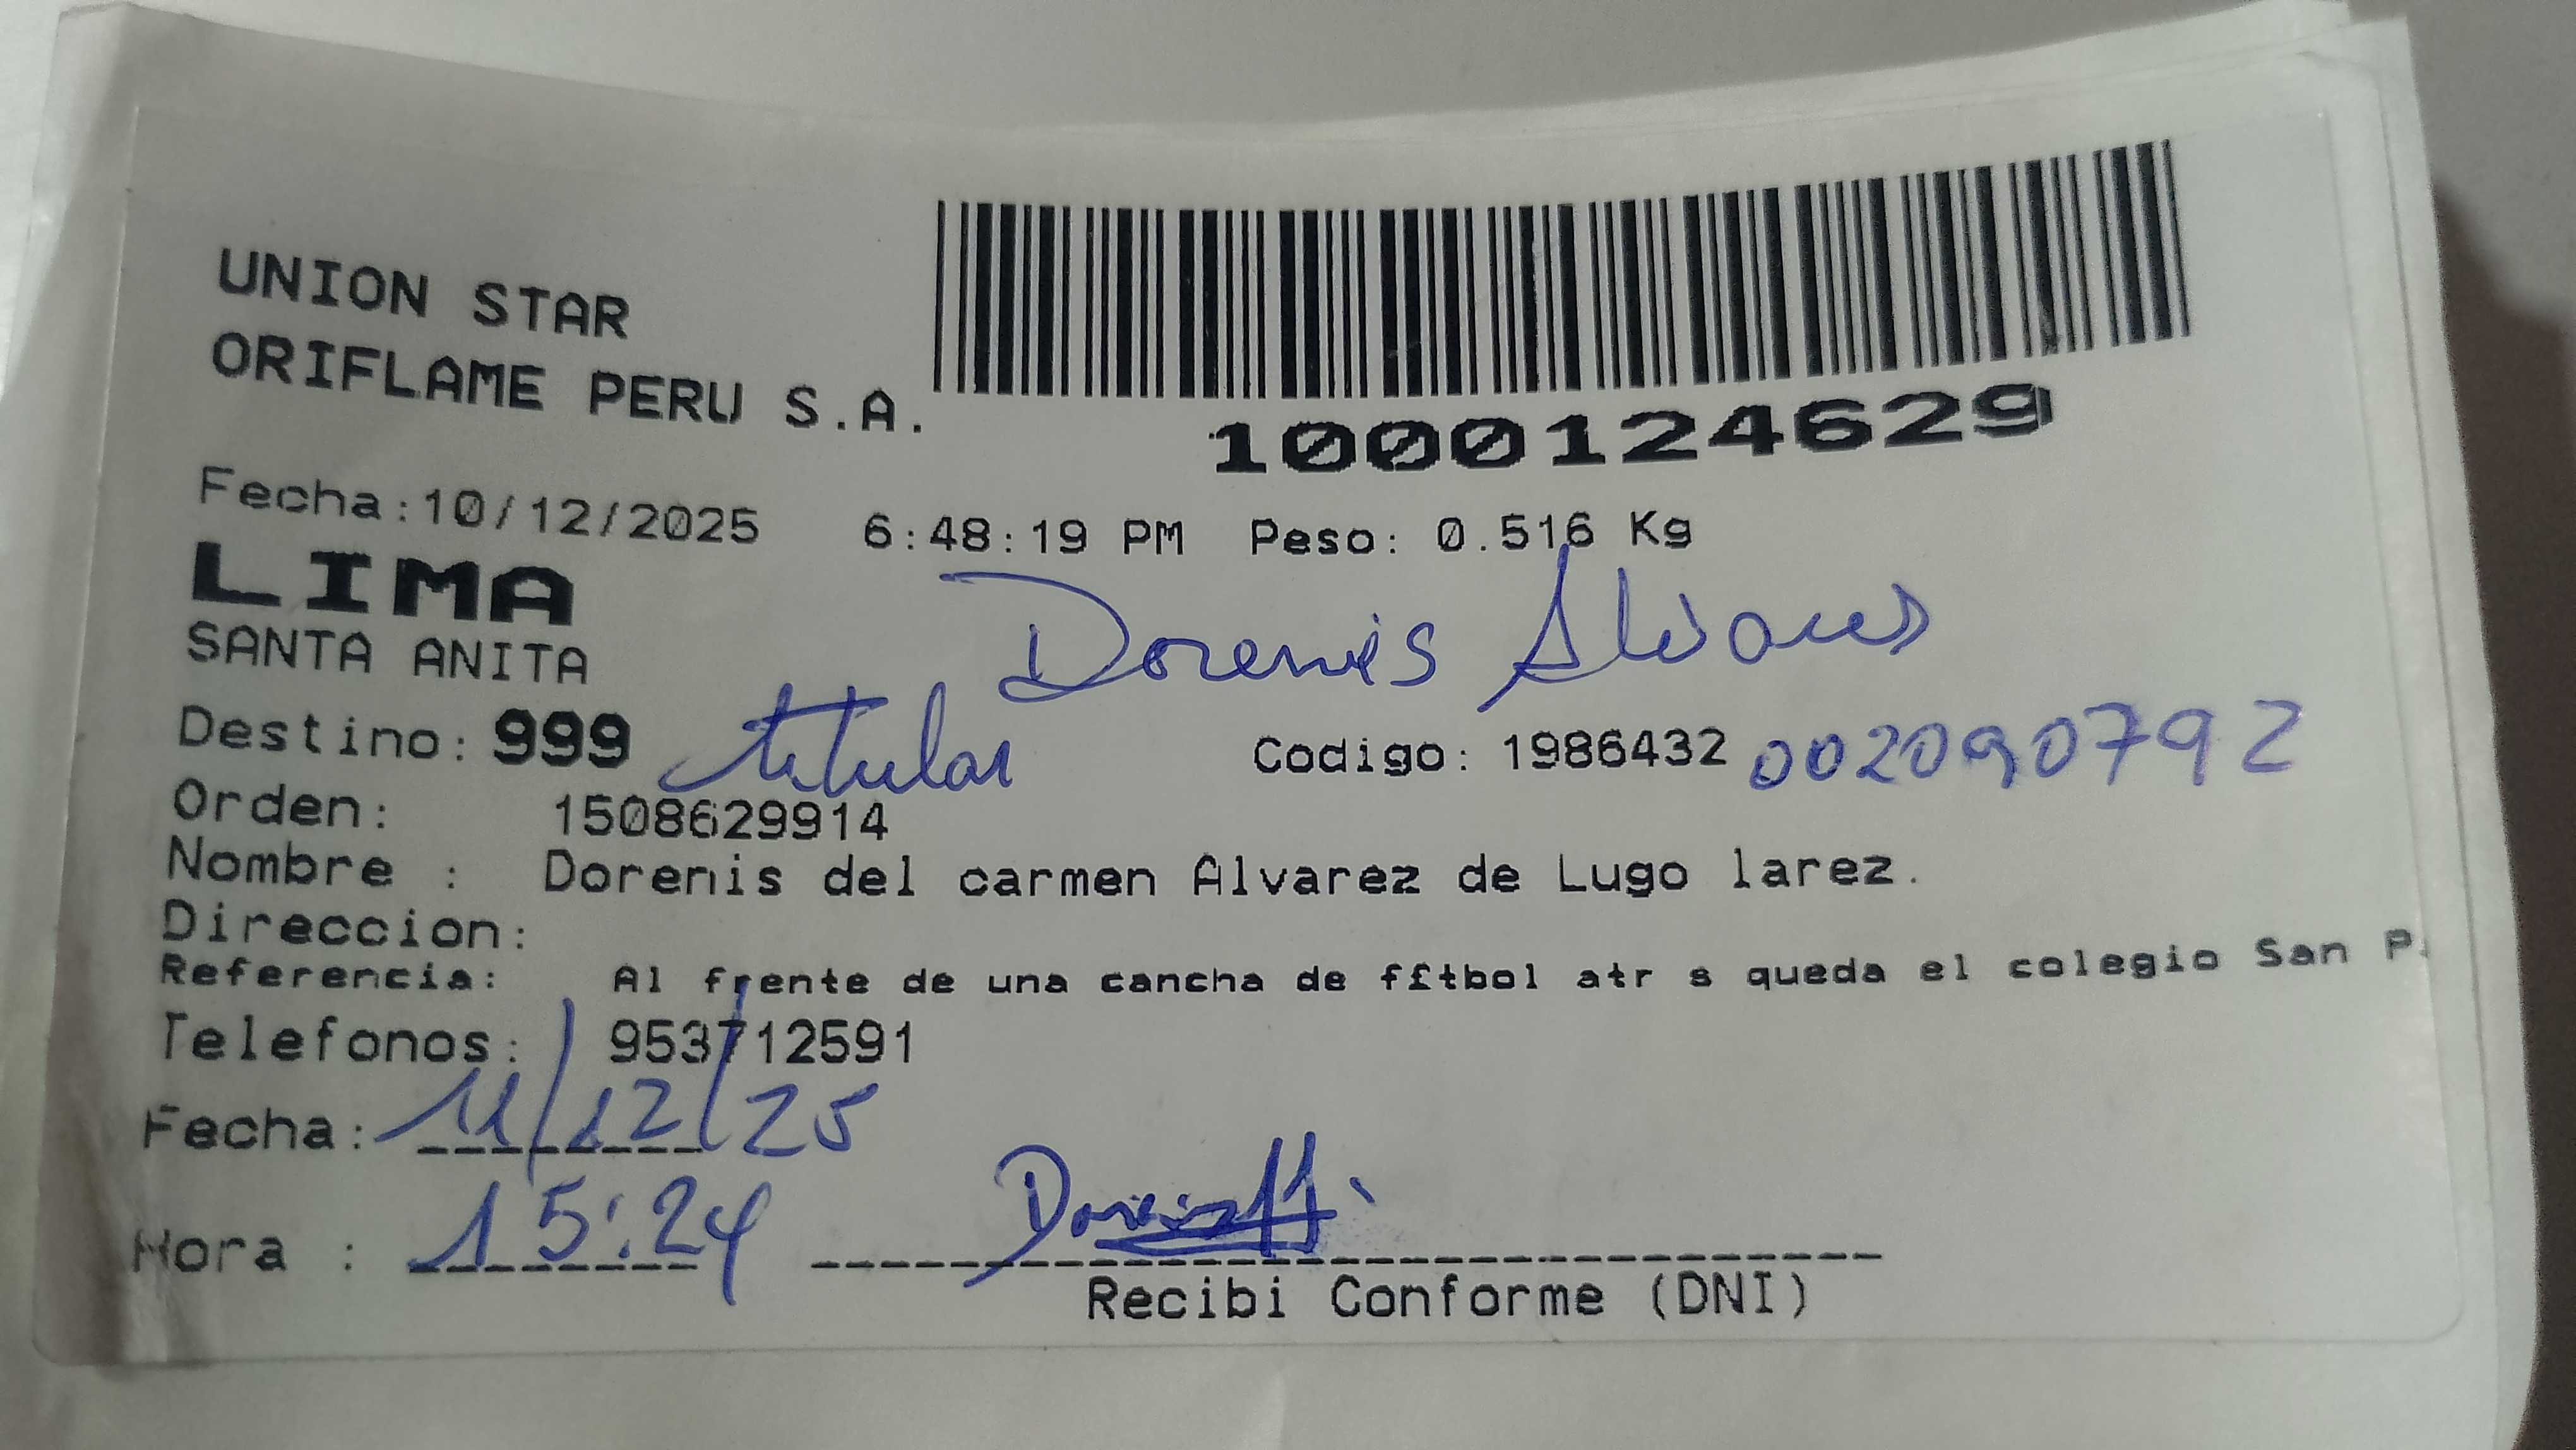 UNION STAR
ORIFLAME PERU S.A.
1000124629
Fecha:10/12/2025 6:48:19 PM Peso: 0.516 Kg
LIMA
SANTA ANITA
Dorenis Alvares
Destino: 999 titular Codigo: 1986432 002090792
Orden: 1508629914
Nombre : Dorenis del carmen Alvarez de Lugo larez.
Direccion:
Referencia: Al frente de una cancha de f£tbol atr s queda el colegio San P
Telefonos: 953712591
Fecha: 11/12/25
Hora : 15:24
Recibi Conforme (DNI)